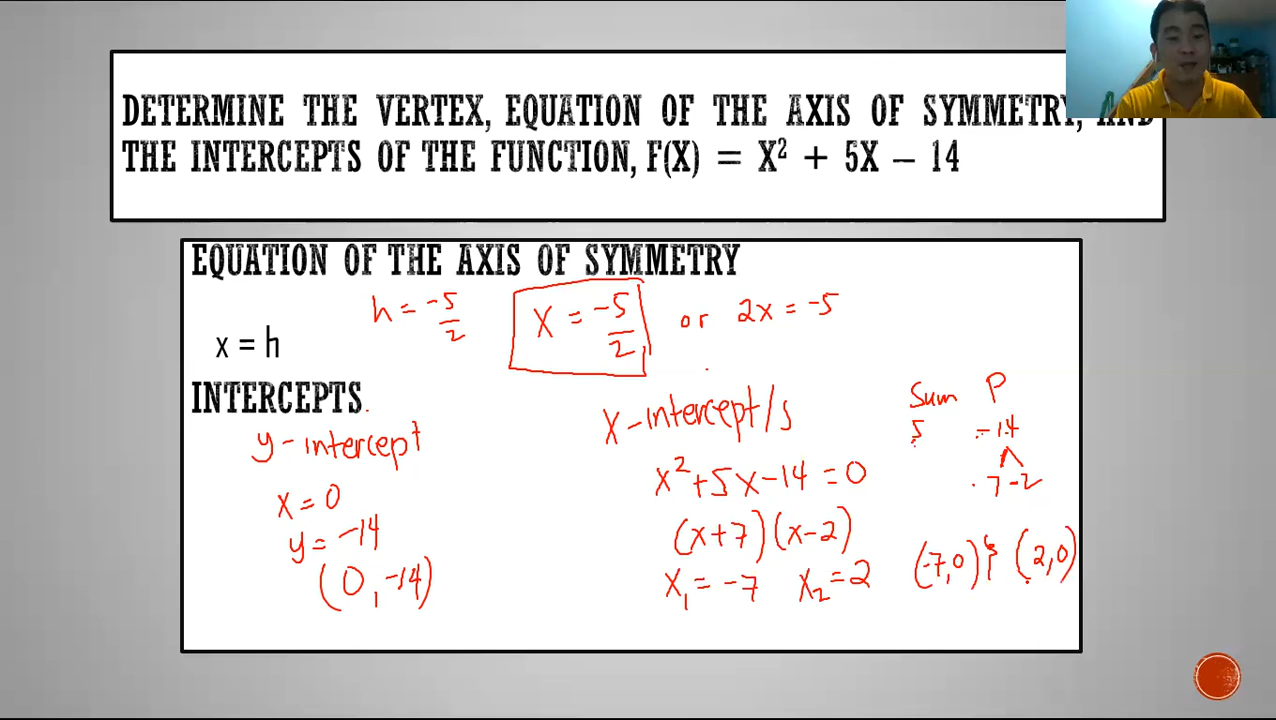 DETERMINE THE VERTEX, EQUATION OF THE AXIS OF SYMMETRY, AND
THE INTERCEPTS OF THE FUNCTION, F(X) = X² + 5X – 14
EQUATION OF THE AXIS OF SYMMETRY
h = -5/2
X = -5/2
or 2x = -5
x = h
INTERCEPTS
y-intercept
x = 0
y = -14
(0, -14)
X-intercept/s
x² + 5x - 14 = 0
(x+7)(x-2)
x₁ = -7 x₂ = 2
(-7,0) & (2,0)
Sum P
5 -14
7 -2